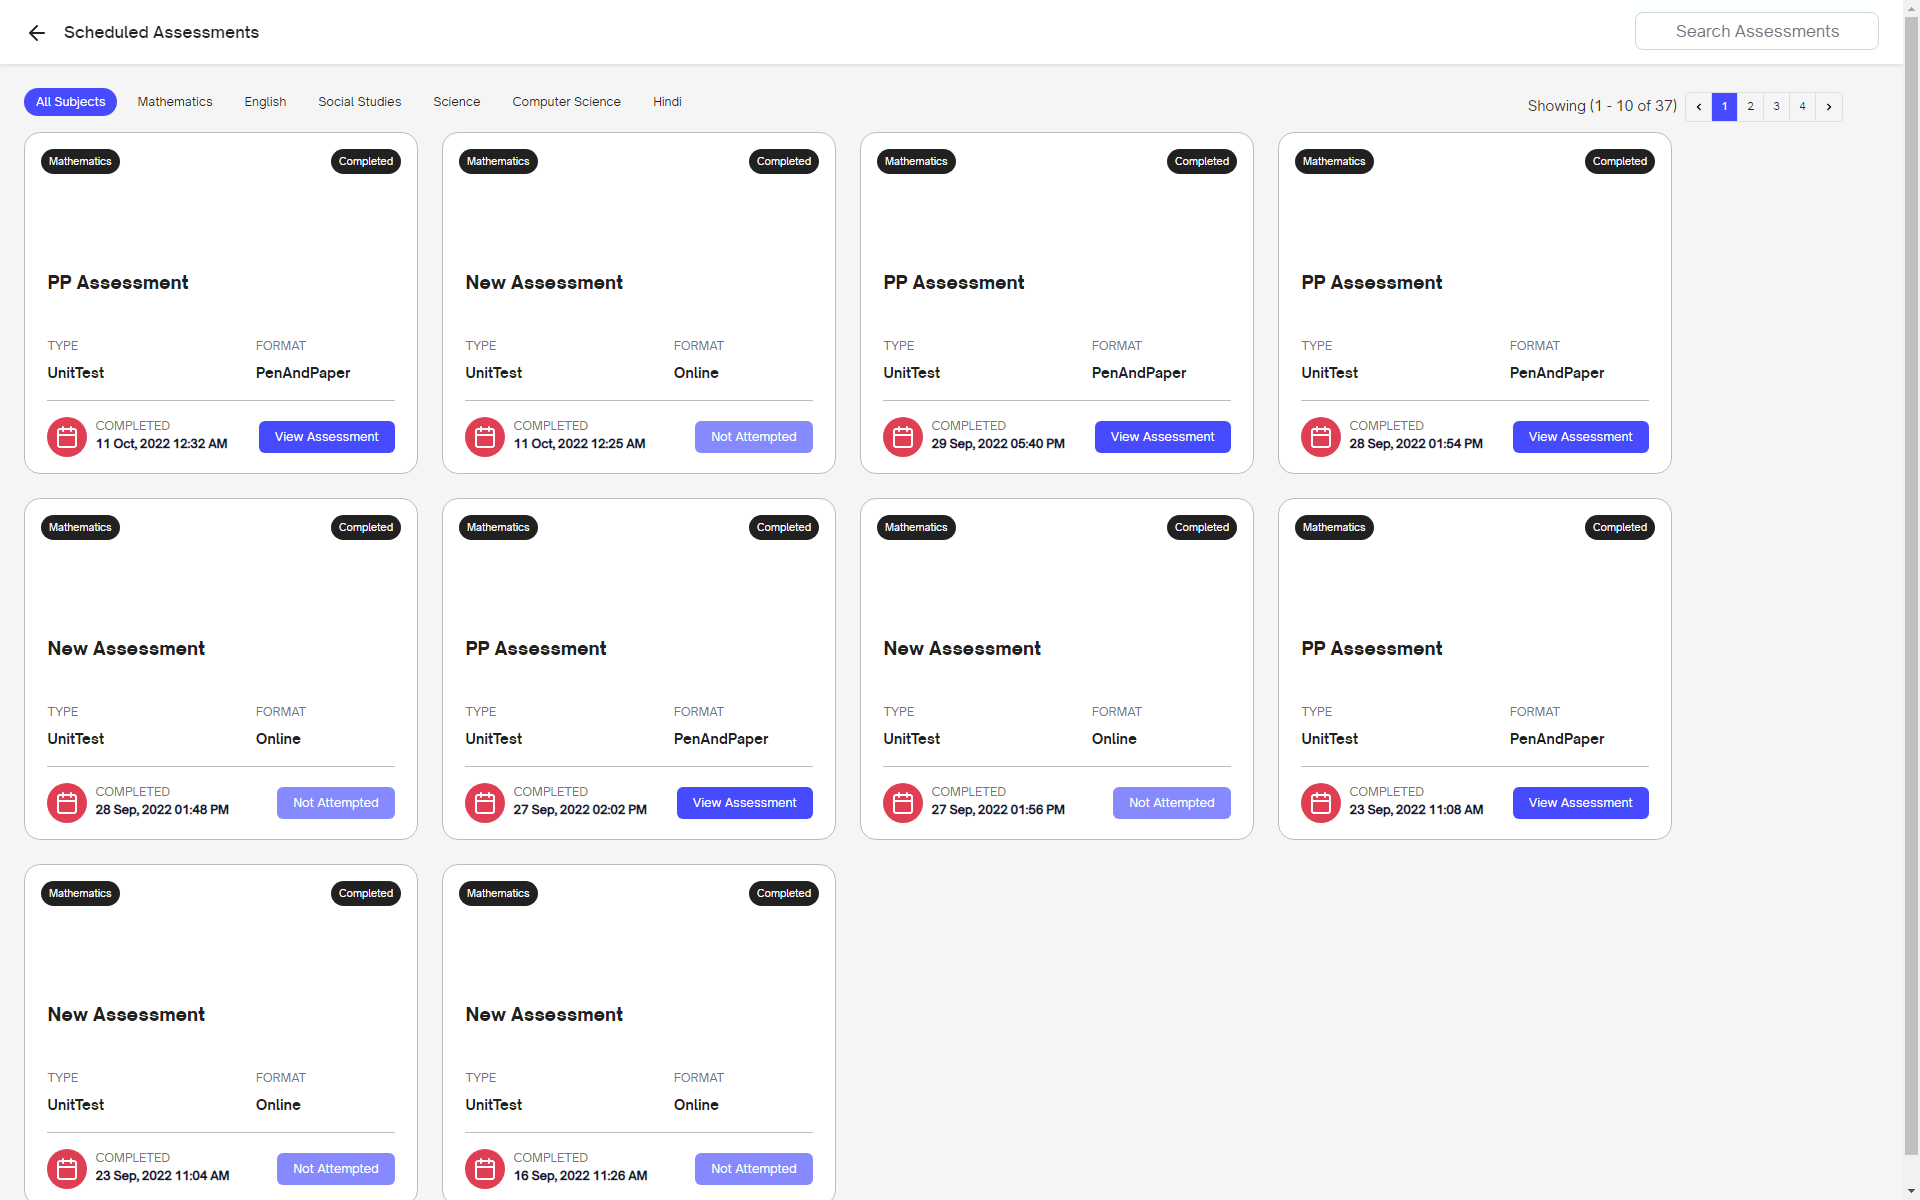 Scheduled Assessments
Search Assessments
All Subjects Mathematics English Social Studies Science Computer Science Hindi
Showing (1 - 10 of 37) ‹ 1 2 3 4 ›
Mathematics Completed
PP Assessment
TYPE FORMAT
UnitTest PenAndPaper
COMPLETED
11 Oct, 2022 12:32 AM
View Assessment
Mathematics Completed
New Assessment
TYPE FORMAT
UnitTest Online
COMPLETED
11 Oct, 2022 12:25 AM
Not Attempted
Mathematics Completed
PP Assessment
TYPE FORMAT
UnitTest PenAndPaper
COMPLETED
29 Sep, 2022 05:40 PM
View Assessment
Mathematics Completed
PP Assessment
TYPE FORMAT
UnitTest PenAndPaper
COMPLETED
28 Sep, 2022 01:54 PM
View Assessment
Mathematics Completed
New Assessment
TYPE FORMAT
UnitTest Online
COMPLETED
28 Sep, 2022 01:48 PM
Not Attempted
Mathematics Completed
PP Assessment
TYPE FORMAT
UnitTest PenAndPaper
COMPLETED
27 Sep, 2022 02:02 PM
View Assessment
Mathematics Completed
New Assessment
TYPE FORMAT
UnitTest Online
COMPLETED
27 Sep, 2022 01:56 PM
Not Attempted
Mathematics Completed
PP Assessment
TYPE FORMAT
UnitTest PenAndPaper
COMPLETED
23 Sep, 2022 11:08 AM
View Assessment
Mathematics Completed
New Assessment
TYPE FORMAT
UnitTest Online
COMPLETED
23 Sep, 2022 11:04 AM
Not Attempted
Mathematics Completed
New Assessment
TYPE FORMAT
UnitTest Online
COMPLETED
16 Sep, 2022 11:26 AM
Not Attempted